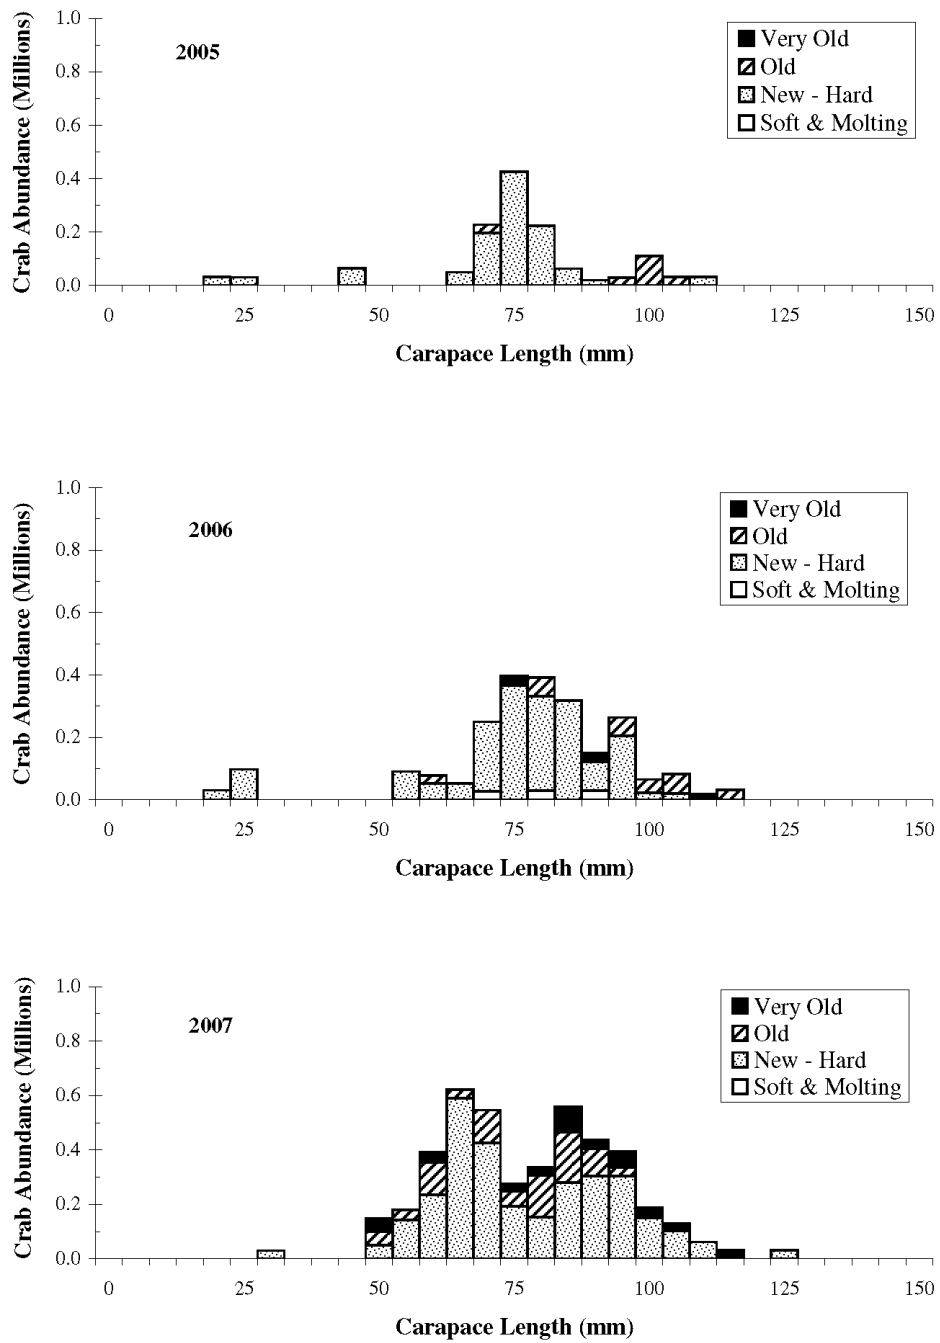 Crab Abundance (Millions)
1.0
0.8
0.6
0.4
0.2
0.0
2005
Very Old
Old
New - Hard
Soft & Molting
0 25 50 75 100 125 150
Carapace Length (mm)
Crab Abundance (Millions)
1.0
0.8
0.6
0.4
0.2
0.0
2006
Very Old
Old
New - Hard
Soft & Molting
0 25 50 75 100 125 150
Carapace Length (mm)
Crab Abundance (Millions)
1.0
0.8
0.6
0.4
0.2
0.0
2007
Very Old
Old
New - Hard
Soft & Molting
0 25 50 75 100 125 150
Carapace Length (mm)